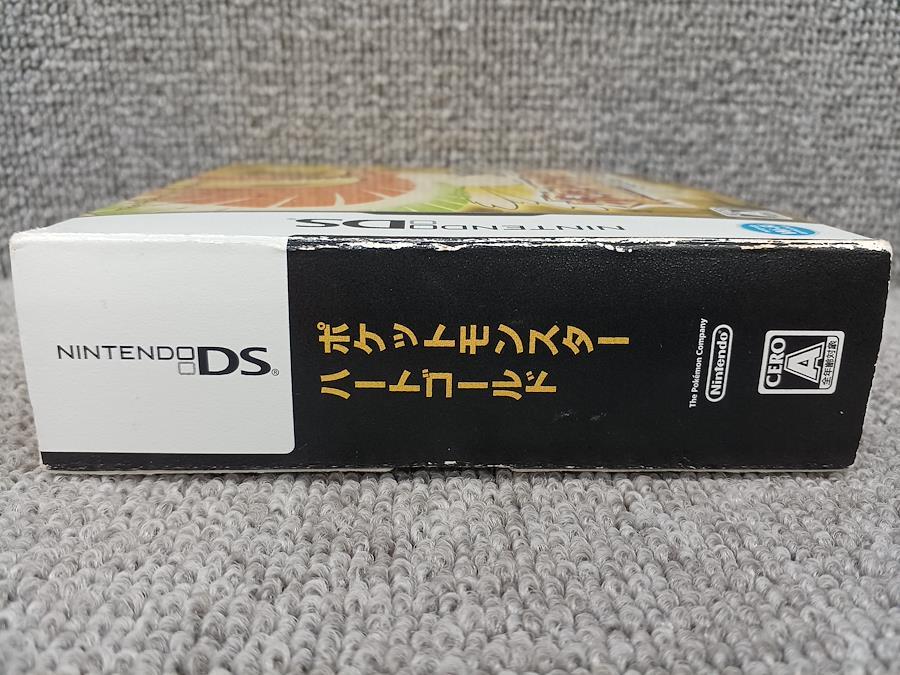 NINTENDO DS
NINTENDO
NINTENDO DS®
ポケットモンスター
ハートゴールド
The Pokémon Company
Nintendo®
CERO
A
全年齢対象